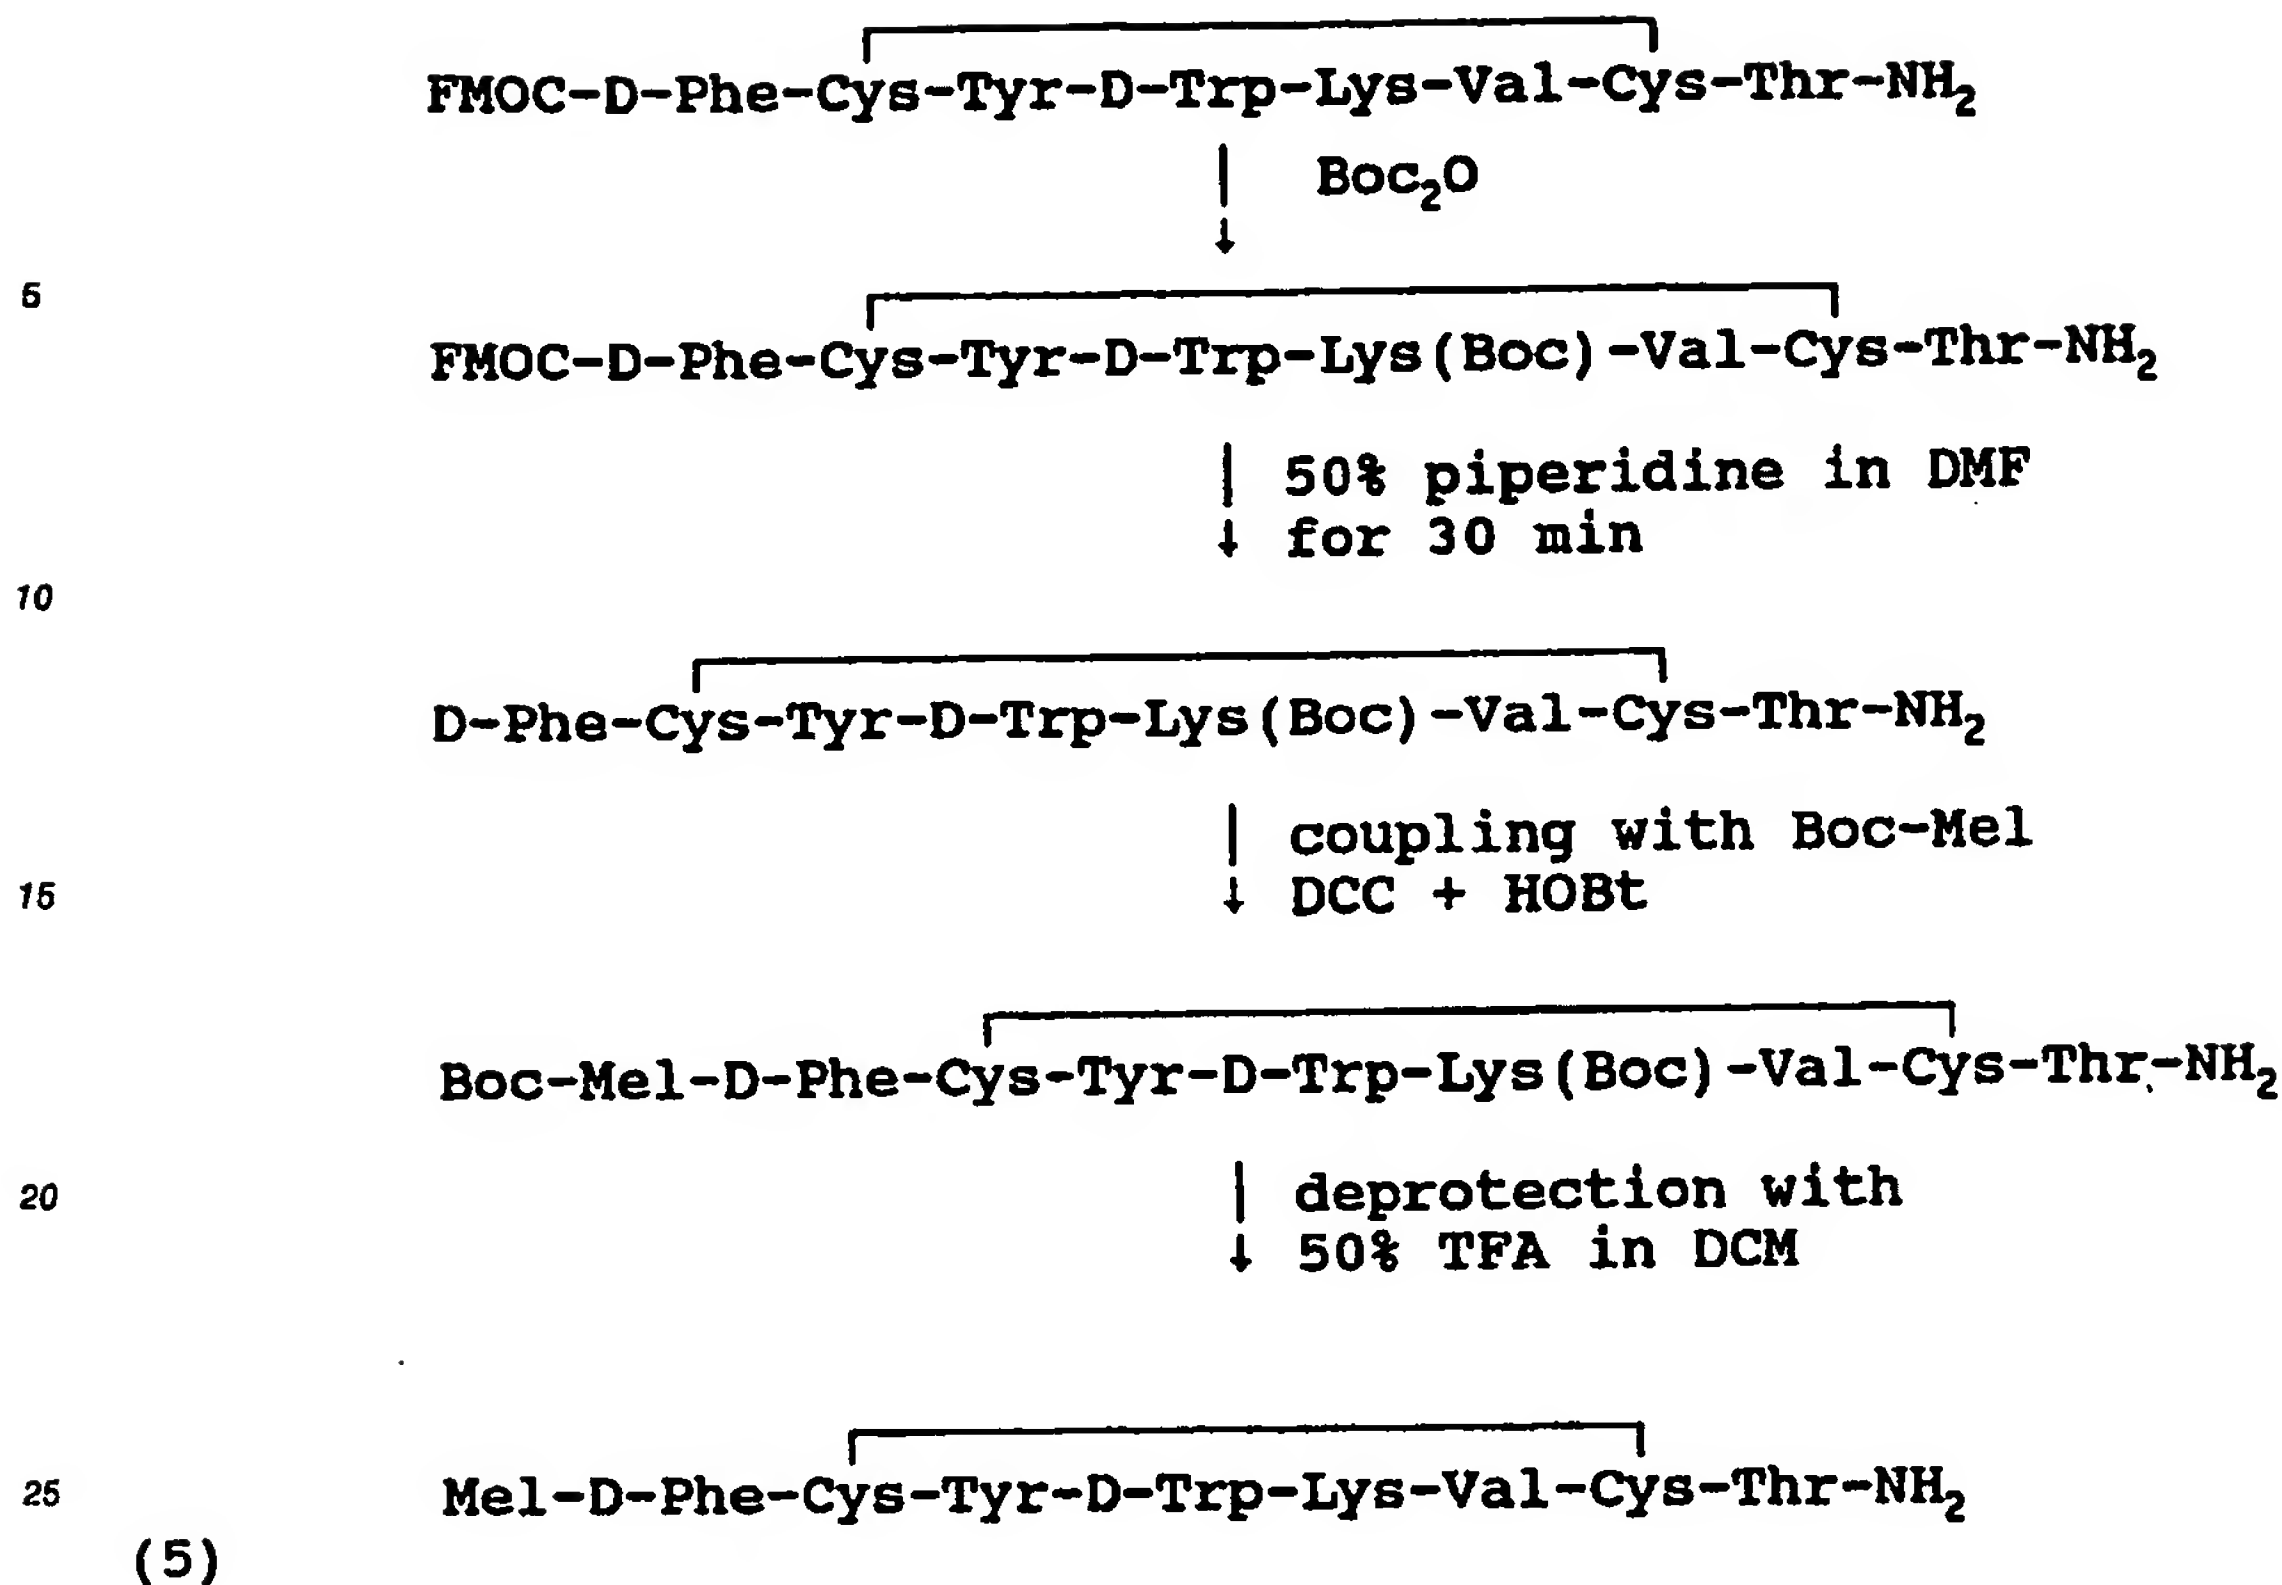 FMOC-D-Phe-Cys-Tyr-D-Trp-Lys-Val-Cys-Thr-NH₂
Boc₂O
5
FMOC-D-Phe-Cys-Tyr-D-Trp-Lys(Boc)-Val-Cys-Thr-NH₂
50% piperidine in DMF
for 30 min
10
D-Phe-Cys-Tyr-D-Trp-Lys(Boc)-Val-Cys-Thr-NH₂
coupling with Boc-Mel
15
DCC + HOBt
Boc-Mel-D-Phe-Cys-Tyr-D-Trp-Lys(Boc)-Val-Cys-Thr-NH₂
20
deprotection with
50% TFA in DCM
25
Mel-D-Phe-Cys-Tyr-D-Trp-Lys-Val-Cys-Thr-NH₂
(5)